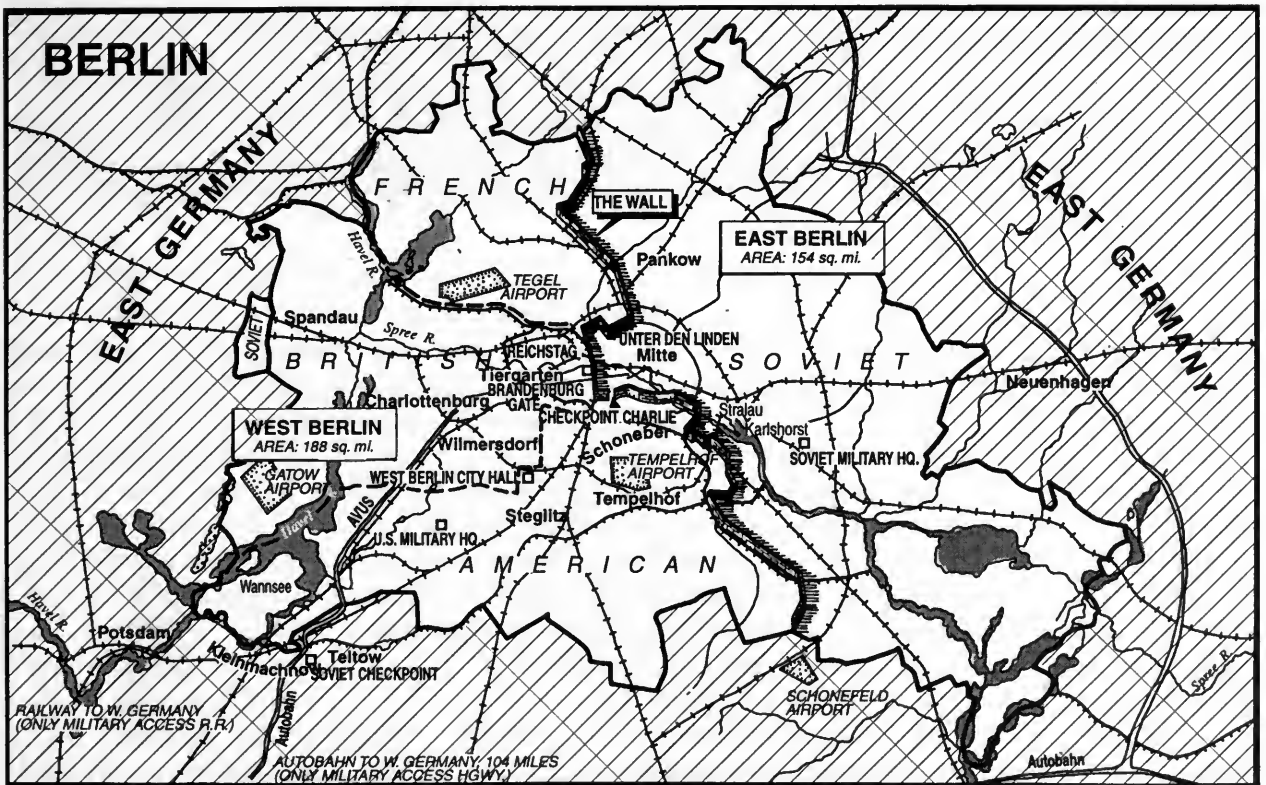 BERLIN
EAST GERMANY
EAST GERMANY
FRENCH
THE WALL
EAST BERLIN
AREA: 154 sq. mi.
Havel R.
Pankow
TEGEL
AIRPORT
SOVIET
Spandau
Spree R.
UNTER DEN LINDEN
Mitte
REICHSTAG
BRITISH
SOVIET
Tiergarten
BRANDENBURG
GATE
Neuenhagen
Charlottenburg
CHECKPOINT CHARLIE
Stralau
Karlshorst
WEST BERLIN
AREA: 188 sq. mi.
Wilmersdorf
Schoneber
SOVIET MILITARY HQ.
GATOW
AIRPORT
WEST BERLIN CITY HALL
TEMPELHOF
AIRPORT
Tempelhof
AVUS
Steglitz
Havel
U.S. MILITARY HQ.
AMERICAN
Wannsee
Havel R.
Potsdam
Kleinmachnow
Teltow
SOVIET CHECKPOINT
Spree R.
SCHONEFELD
AIRPORT
RAILWAY TO W. GERMANY
(ONLY MILITARY ACCESS R.R.)
Autobahn
AUTOBAHN TO W. GERMANY, 104 MILES
(ONLY MILITARY ACCESS HGWY.)
Autobahn